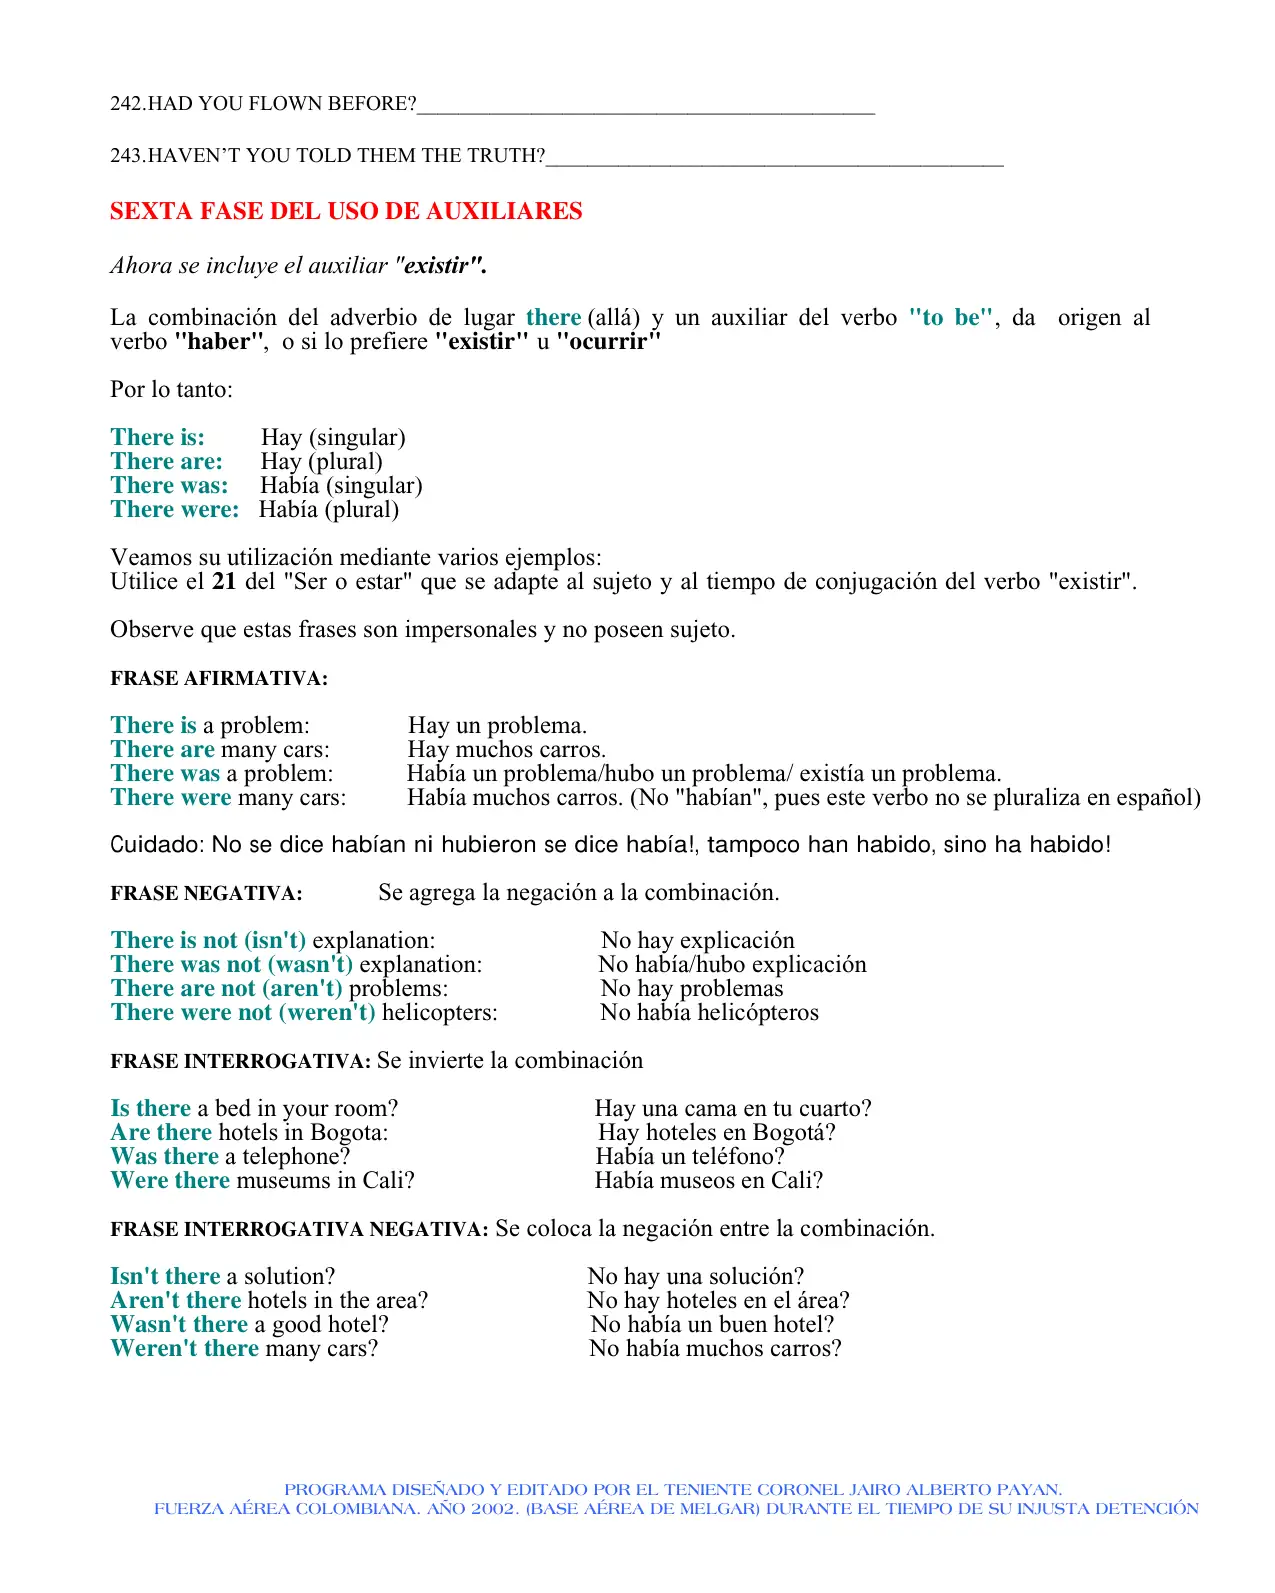 242.HAD YOU FLOWN BEFORE?____________________________________________
243.HAVEN’T YOU TOLD THEM THE TRUTH?____________________________________________
SEXTA FASE DEL USO DE AUXILIARES
Ahora se incluye el auxiliar "existir".
La combinación del adverbio de lugar there (allá) y un auxiliar del verbo "to be", da origen al
verbo "haber", o si lo prefiere "existir" u "ocurrir"
Por lo tanto:
There is: Hay (singular)
There are: Hay (plural)
There was: Había (singular)
There were: Había (plural)
Veamos su utilización mediante varios ejemplos:
Utilice el 21 del "Ser o estar" que se adapte al sujeto y al tiempo de conjugación del verbo "existir".
Observe que estas frases son impersonales y no poseen sujeto.
FRASE AFIRMATIVA:
There is a problem: Hay un problema.
There are many cars: Hay muchos carros.
There was a problem: Había un problema/hubo un problema/ existía un problema.
There were many cars: Había muchos carros. (No "habían", pues este verbo no se pluraliza en español)
Cuidado: No se dice habían ni hubieron se dice había!, tampoco han habido, sino ha habido!
FRASE NEGATIVA: Se agrega la negación a la combinación.
There is not (isn't) explanation: No hay explicación
There was not (wasn't) explanation: No había/hubo explicación
There are not (aren't) problems: No hay problemas
There were not (weren't) helicopters: No había helicópteros
FRASE INTERROGATIVA: Se invierte la combinación
Is there a bed in your room? Hay una cama en tu cuarto?
Are there hotels in Bogota: Hay hoteles en Bogotá?
Was there a telephone? Había un teléfono?
Were there museums in Cali? Había museos en Cali?
FRASE INTERROGATIVA NEGATIVA: Se coloca la negación entre la combinación.
Isn't there a solution? No hay una solución?
Aren't there hotels in the area? No hay hoteles en el área?
Wasn't there a good hotel? No había un buen hotel?
Weren't there many cars? No había muchos carros?
PROGRAMA DISEÑADO Y EDITADO POR EL TENIENTE CORONEL JAIRO ALBERTO PAYAN.
FUERZA AÉREA COLOMBIANA. AÑO 2002. (BASE AÉREA DE MELGAR) DURANTE EL TIEMPO DE SU INJUSTA DETENCIÓN